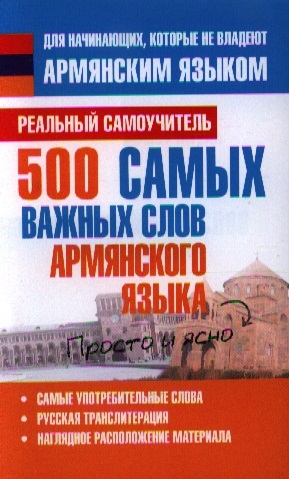 ДЛЯ НАЧИНАЮЩИХ, КОТОРЫЕ НЕ ВЛАДЕЮТ
АРМЯНСКИМ ЯЗЫКОМ
РЕАЛЬНЫЙ САМОУЧИТЕЛЬ
500 САМЫХ
ВАЖНЫХ СЛОВ
АРМЯНСКОГО
ЯЗЫКА
Просто и ясно
• САМЫЕ УПОТРЕБИТЕЛЬНЫЕ СЛОВА
• РУССКАЯ ТРАНСЛИТЕРАЦИЯ
• НАГЛЯДНОЕ РАСПОЛОЖЕНИЕ МАТЕРИАЛА